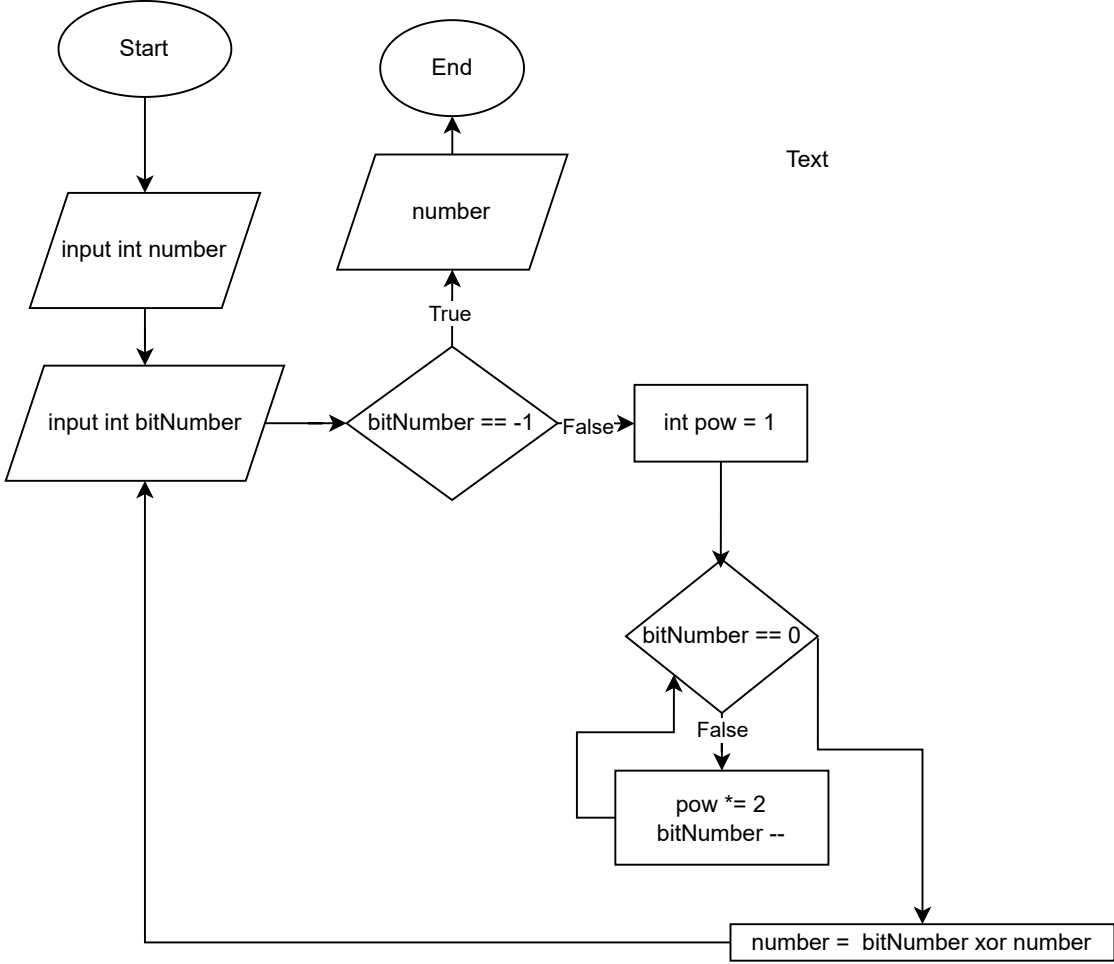 Start
End
Text
number
input int number
True
input int bitNumber
bitNumber == -1
False
int pow = 1
bitNumber == 0
False
pow *= 2
bitNumber --
number =  bitNumber xor number